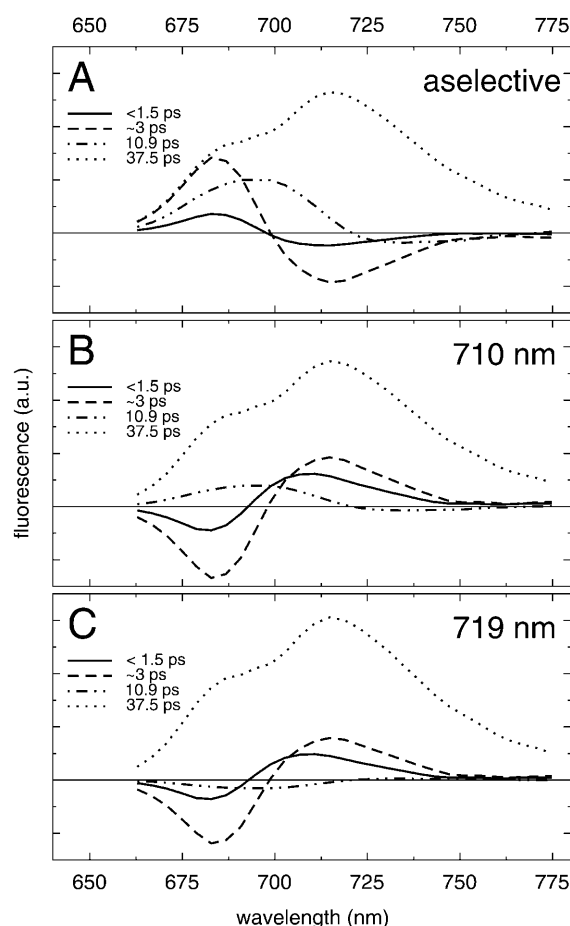 650 675 700 725 750 775
A aselective
<1.5 ps
~3 ps
10.9 ps
37.5 ps
B 710 nm
<1.5 ps
~3 ps
10.9 ps
37.5 ps
fluorescence (a.u.)
C 719 nm
< 1.5 ps
~3 ps
10.9 ps
37.5 ps
650 675 700 725 750 775
wavelength (nm)